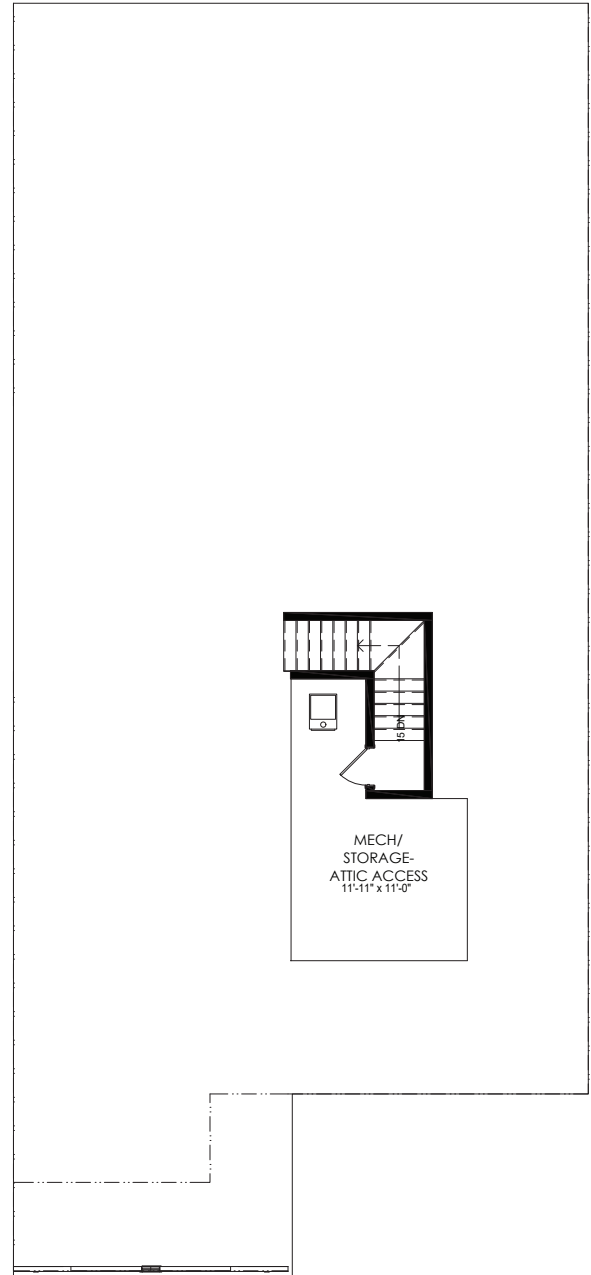 15 DN
MECH/
STORAGE-
ATTIC ACCESS
11'-11" x 11'-0"